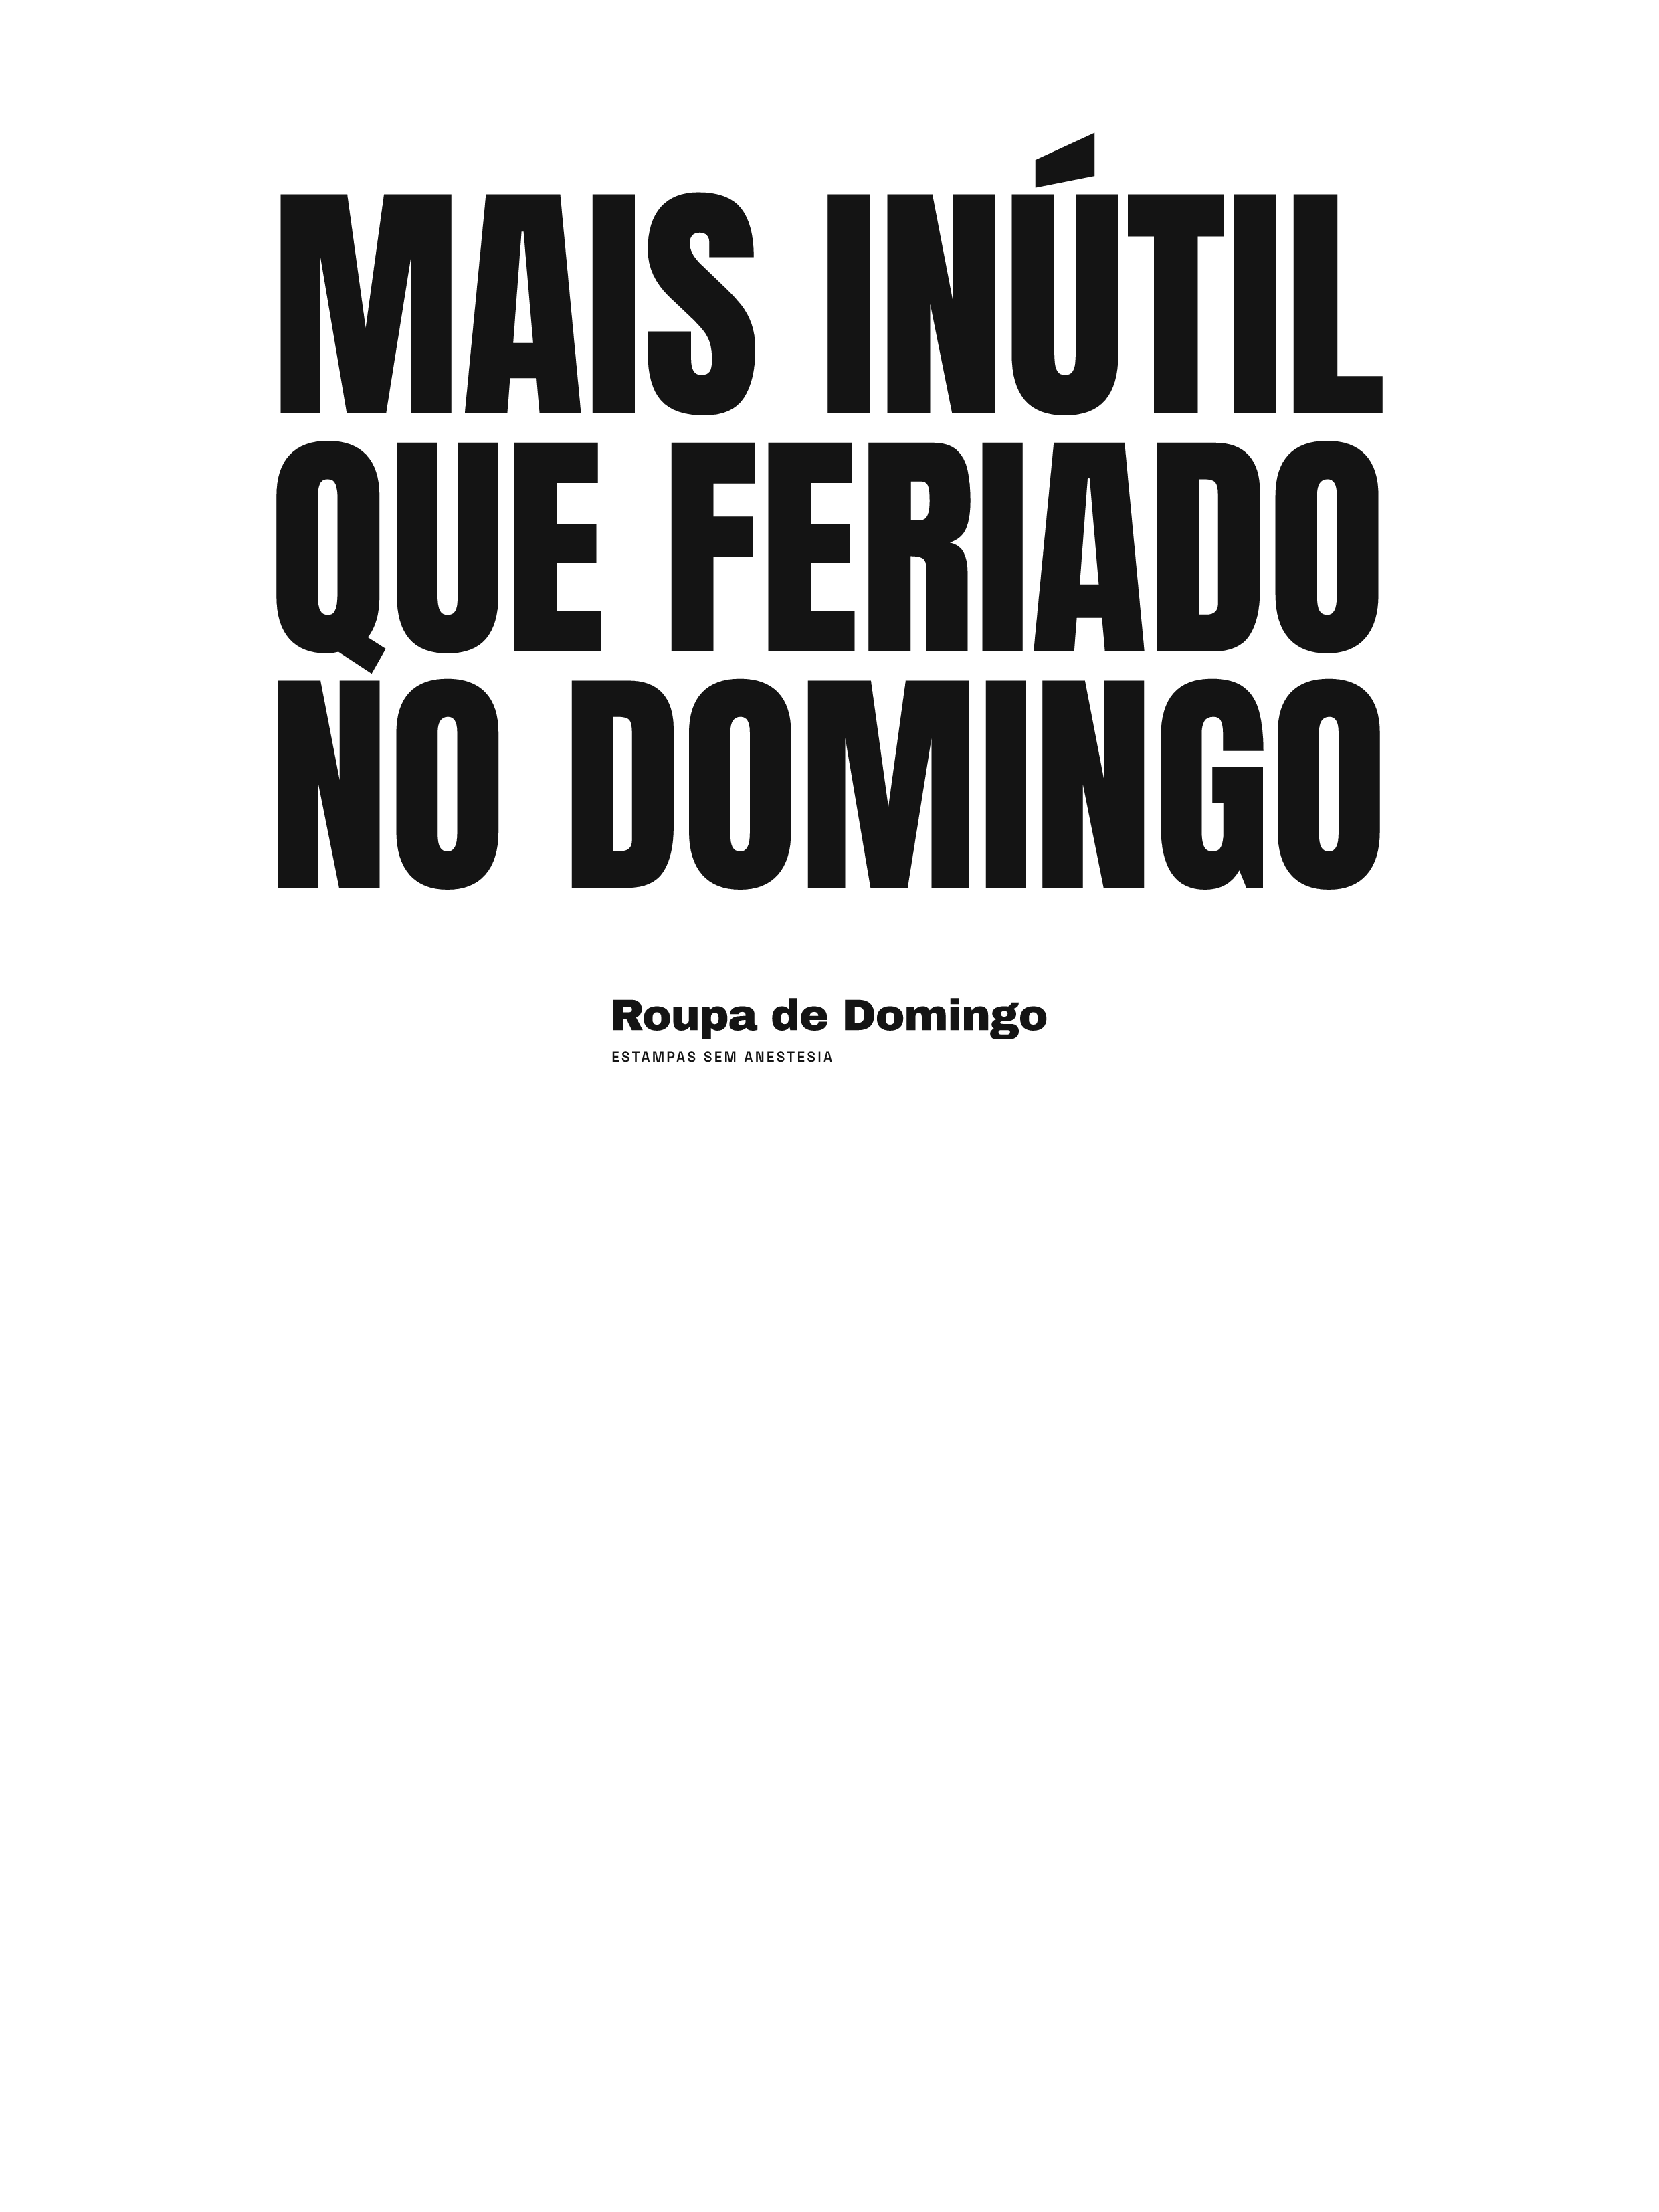 MAIS INÚTIL
QUE FERIADO
NO DOMINGO
Roupa de Domingo
ESTAMPAS SEM ANESTESIA